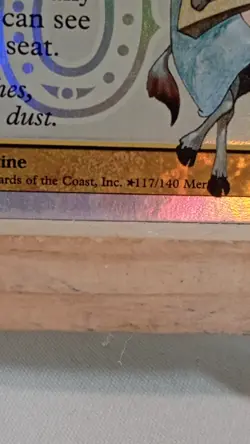 can see
seat.
nes,
dust.
ine
ards of the Coast, Inc. ✶117/140 Mer